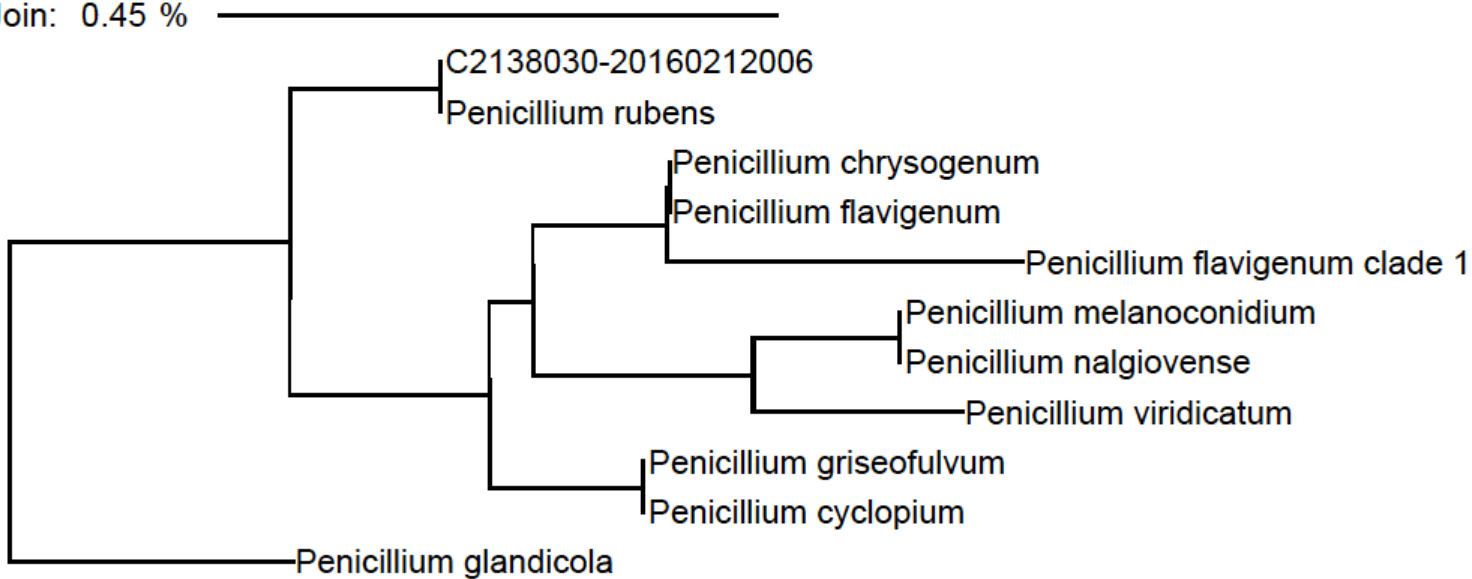 Join: 0.45 %
C2138030-20160212006
Penicillium rubens
Penicillium chrysogenum
Penicillium flavigenum
Penicillium flavigenum clade 1
Penicillium melanoconidium
Penicillium nalgiovense
Penicillium viridicatum
Penicillium griseofulvum
Penicillium cyclopium
Penicillium glandicola